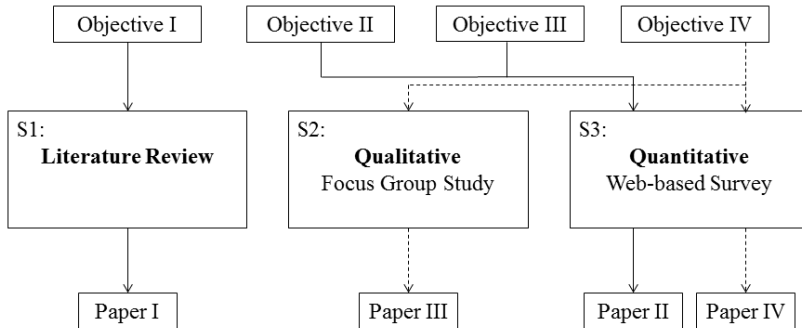 Objective I
Objective II
Objective III
Objective IV
S1:
Literature Review
S2:
Qualitative
Focus Group Study
S3:
Quantitative
Web-based Survey
Paper I
Paper III
Paper II
Paper IV